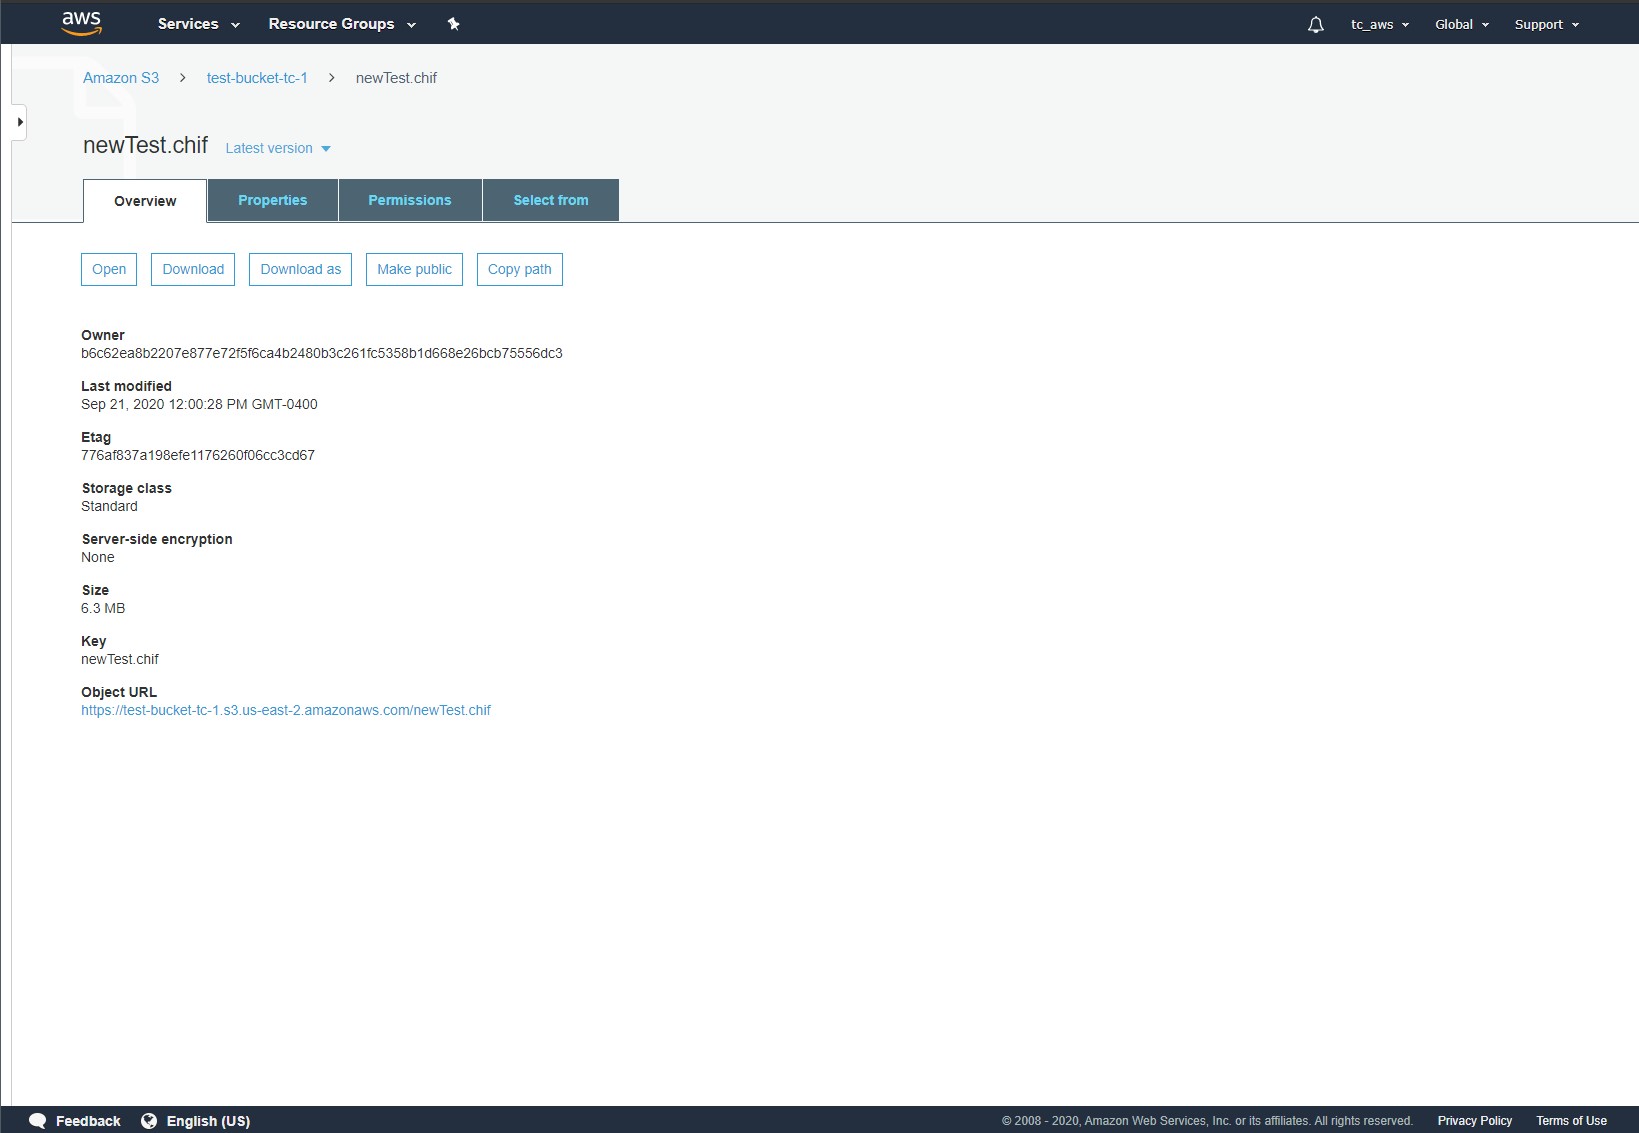 aws Services Resource Groups tc_aws Global Support
Amazon S3 > test-bucket-tc-1 > newTest.chif
newTest.chif Latest version
Overview Properties Permissions Select from
Open Download Download as Make public Copy path
Owner
b6c62ea8b2207e877e72f5f6ca4b2480b3c261fc5358b1d668e26bcb75556dc3
Last modified
Sep 21, 2020 12:00:28 PM GMT-0400
Etag
776af837a198efe1176260f06cc3cd67
Storage class
Standard
Server-side encryption
None
Size
6.3 MB
Key
newTest.chif
Object URL
https://test-bucket-tc-1.s3.us-east-2.amazonaws.com/newTest.chif
Feedback English (US) © 2008 - 2020, Amazon Web Services, Inc. or its affiliates. All rights reserved. Privacy Policy Terms of Use